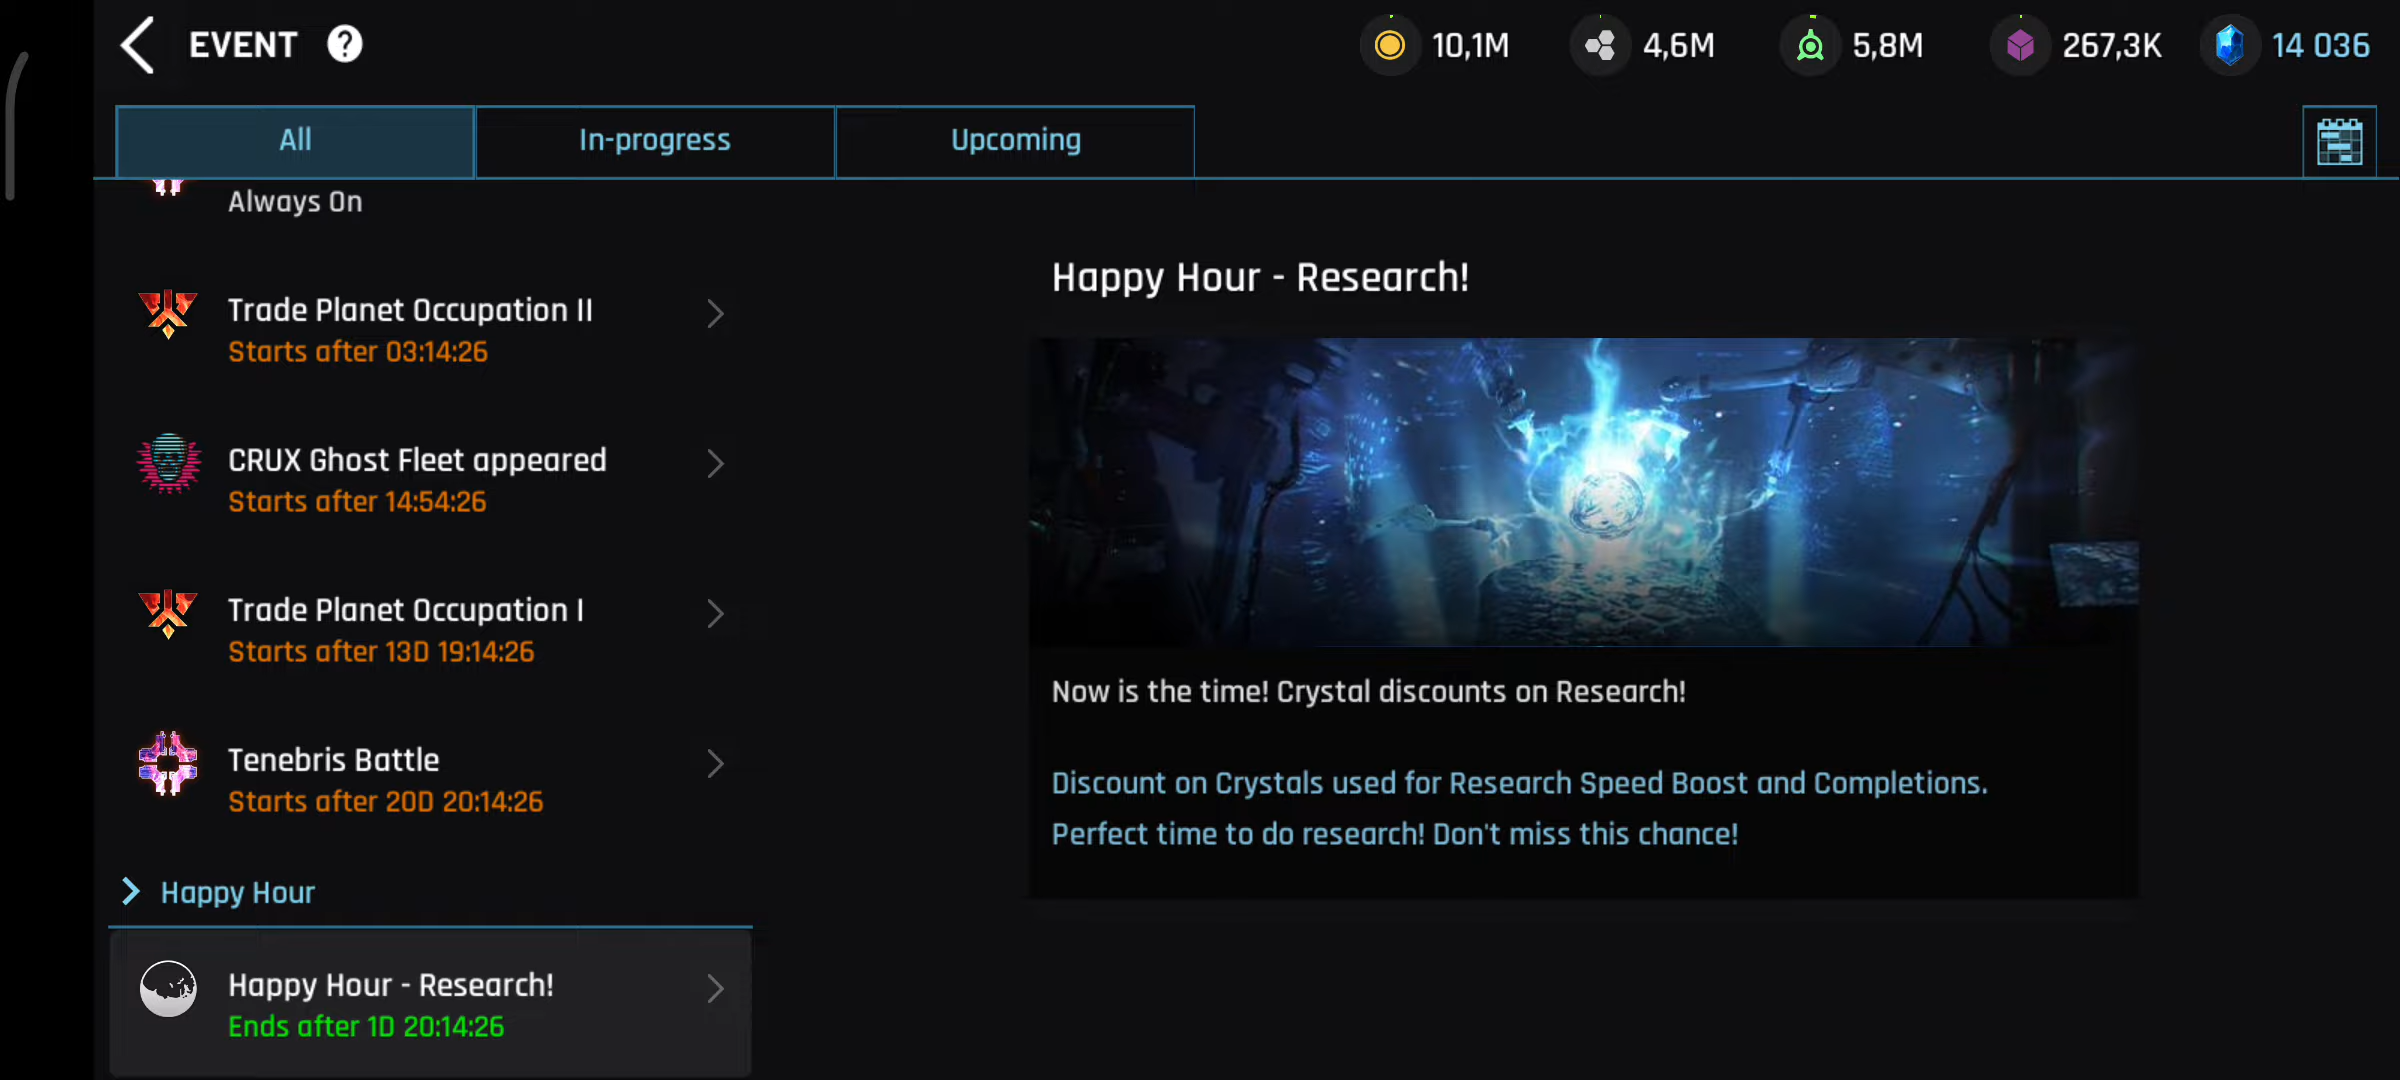 EVENT ?
10,1M
4,6M
5,8M
267,3K
14 036
All
In-progress
Upcoming
Always On
Trade Planet Occupation II
Starts after 03:14:26
CRUX Ghost Fleet appeared
Starts after 14:54:26
Trade Planet Occupation I
Starts after 13D 19:14:26
Tenebris Battle
Starts after 20D 20:14:26
Happy Hour
Happy Hour - Research!
Ends after 1D 20:14:26
Happy Hour - Research!
Now is the time! Crystal discounts on Research!
Discount on Crystals used for Research Speed Boost and Completions.
Perfect time to do research! Don't miss this chance!